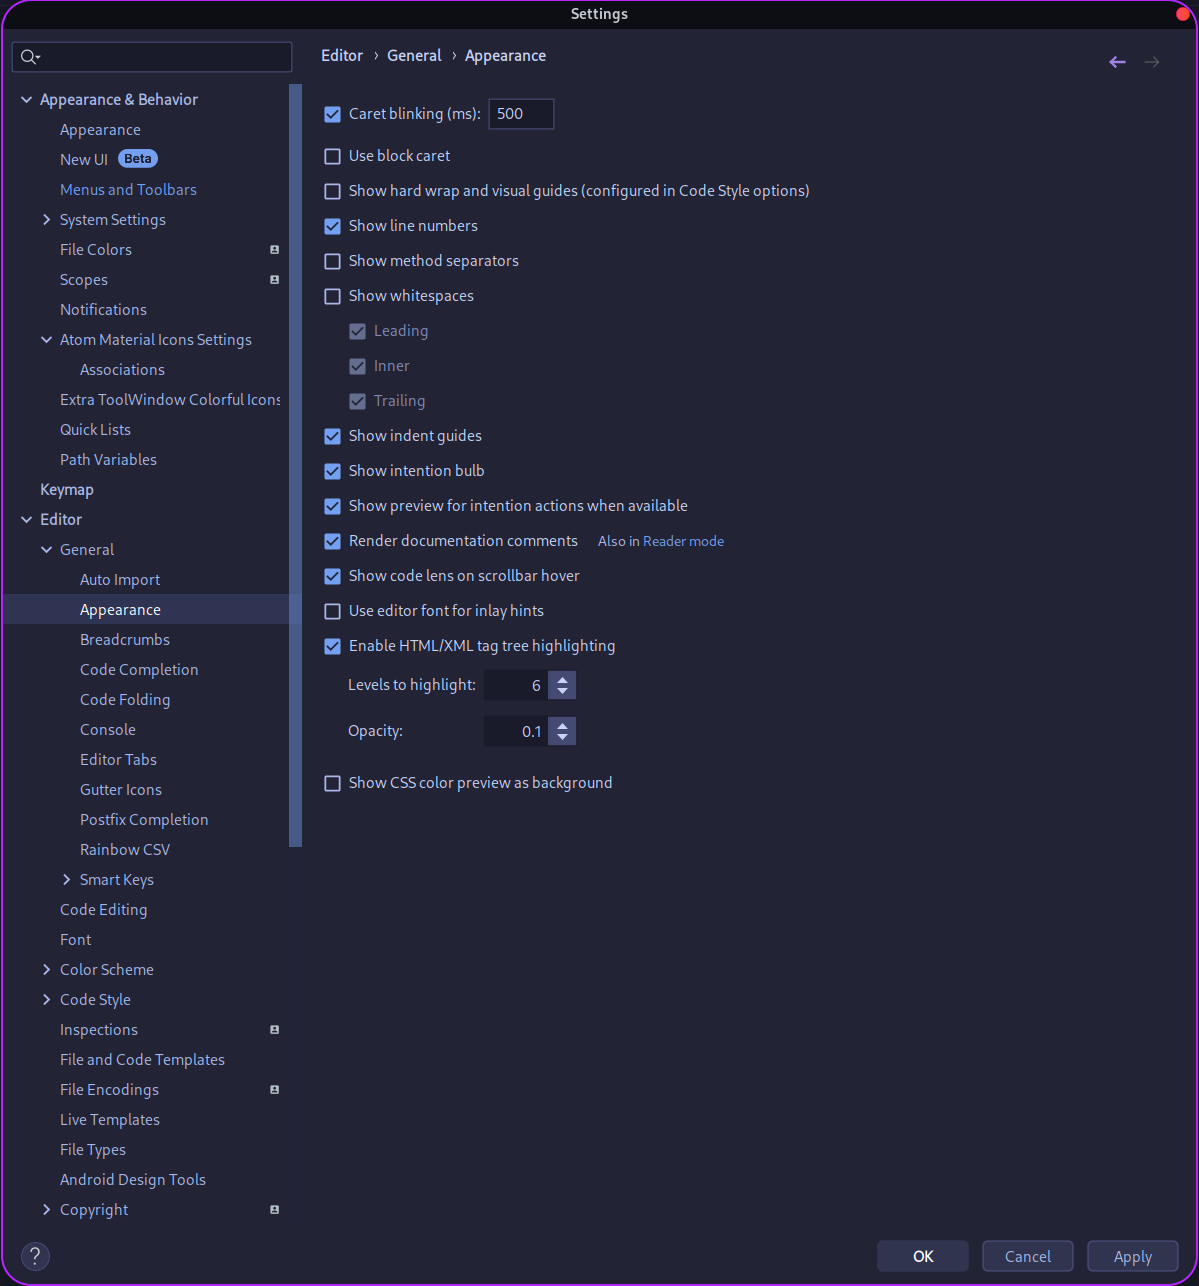 Settings
Appearance & Behavior
Appearance
New UI Beta
Menus and Toolbars
System Settings
File Colors
Scopes
Notifications
Atom Material Icons Settings
Associations
Extra ToolWindow Colorful Icons
Quick Lists
Path Variables
Keymap
Editor
General
Auto Import
Appearance
Breadcrumbs
Code Completion
Code Folding
Console
Editor Tabs
Gutter Icons
Postfix Completion
Rainbow CSV
Smart Keys
Code Editing
Font
Color Scheme
Code Style
Inspections
File and Code Templates
File Encodings
Live Templates
File Types
Android Design Tools
Copyright
Editor › General › Appearance
Caret blinking (ms): 500
Use block caret
Show hard wrap and visual guides (configured in Code Style options)
Show line numbers
Show method separators
Show whitespaces
Leading
Inner
Trailing
Show indent guides
Show intention bulb
Show preview for intention actions when available
Render documentation comments Also in Reader mode
Show code lens on scrollbar hover
Use editor font for inlay hints
Enable HTML/XML tag tree highlighting
Levels to highlight: 6
Opacity: 0.1
Show CSS color preview as background
? OK Cancel Apply